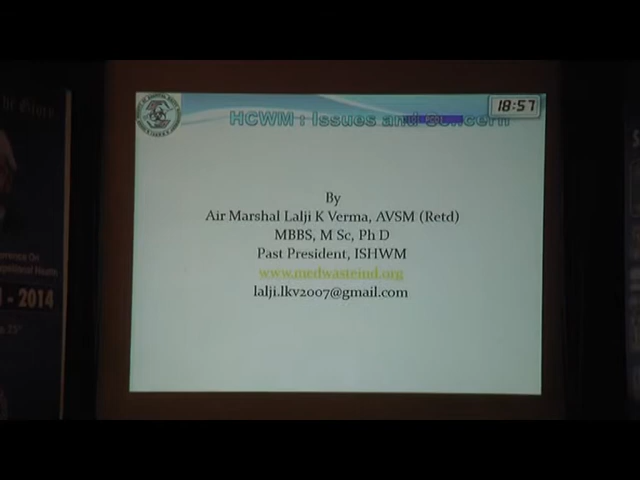 18:57
HCWM : Issues and Concern
By
Air Marshal Lalji K Verma, AVSM (Retd)
MBBS, M Sc, Ph D
Past President, ISHWM
www.medwasteind.org
lalji.lkv2007@gmail.com
2014